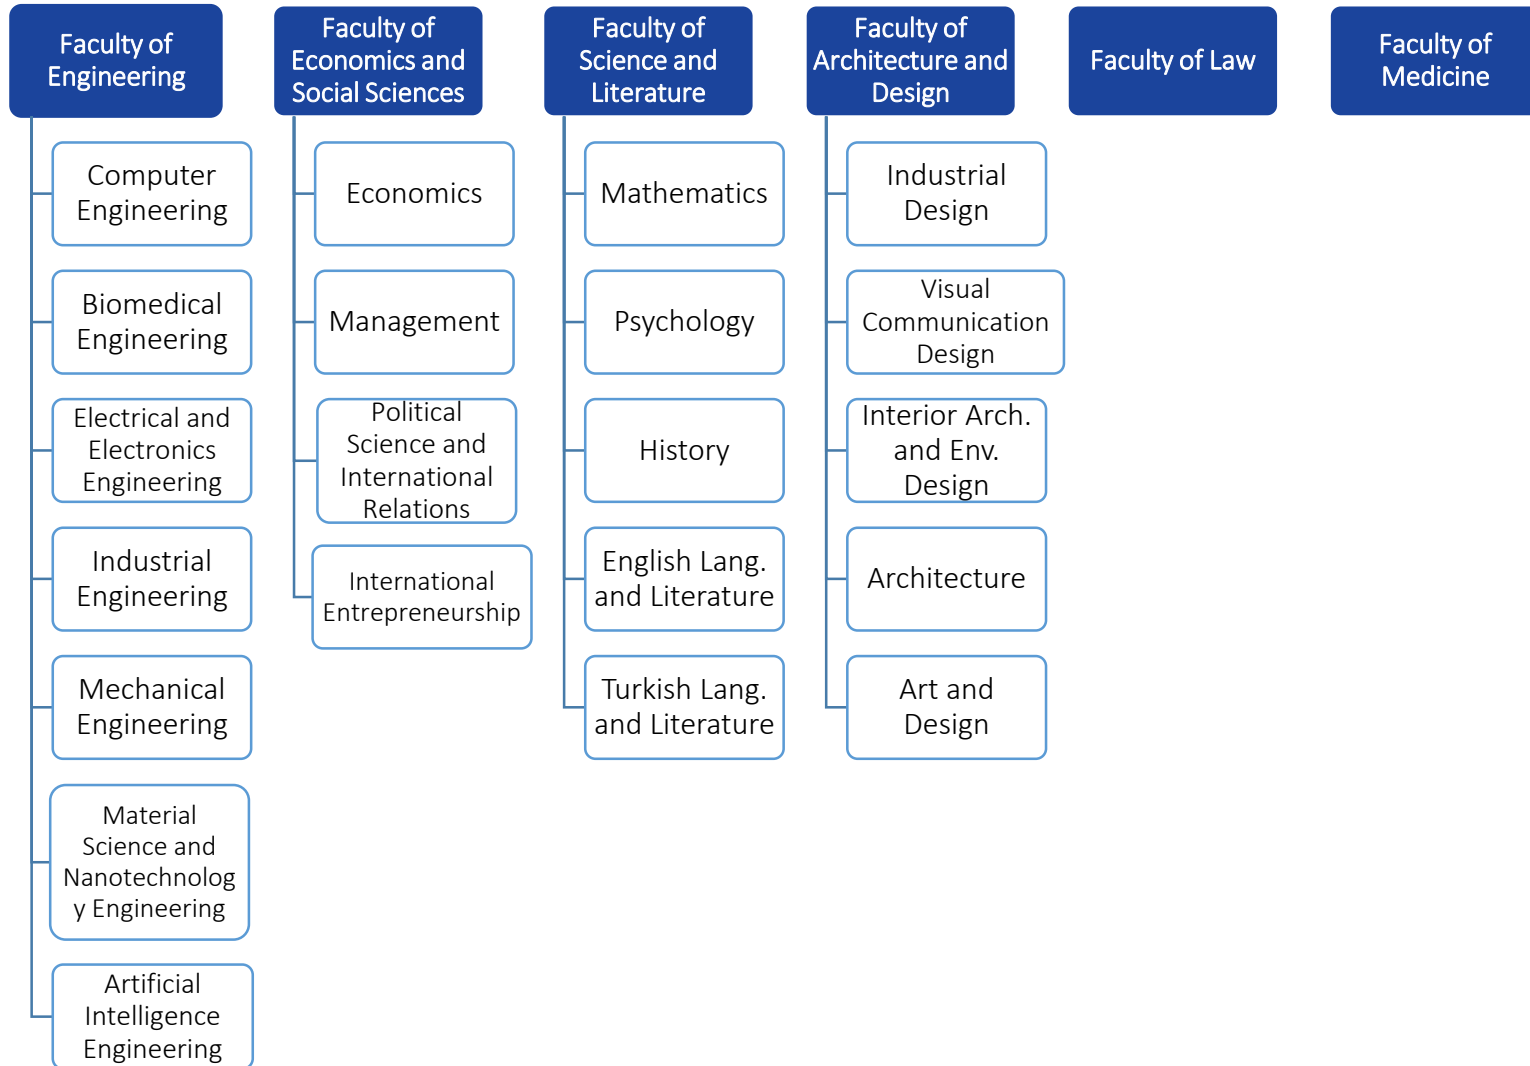 Faculty of
Engineering
Computer
Engineering
Biomedical
Engineering
Electrical and
Electronics
Engineering
Industrial
Engineering
Mechanical
Engineering
Material
Science and
Nanotechnolog
y Engineering
Artificial
Intelligence
Engineering
Faculty of
Economics and
Social Sciences
Economics
Management
Political
Science and
International
Relations
International
Entrepreneurship
Faculty of
Science and
Literature
Mathematics
Psychology
History
English Lang.
and Literature
Turkish Lang.
and Literature
Faculty of
Architecture and
Design
Industrial
Design
Visual
Communication
Design
Interior Arch.
and Env.
Design
Architecture
Art and
Design
Faculty of Law
Faculty of
Medicine